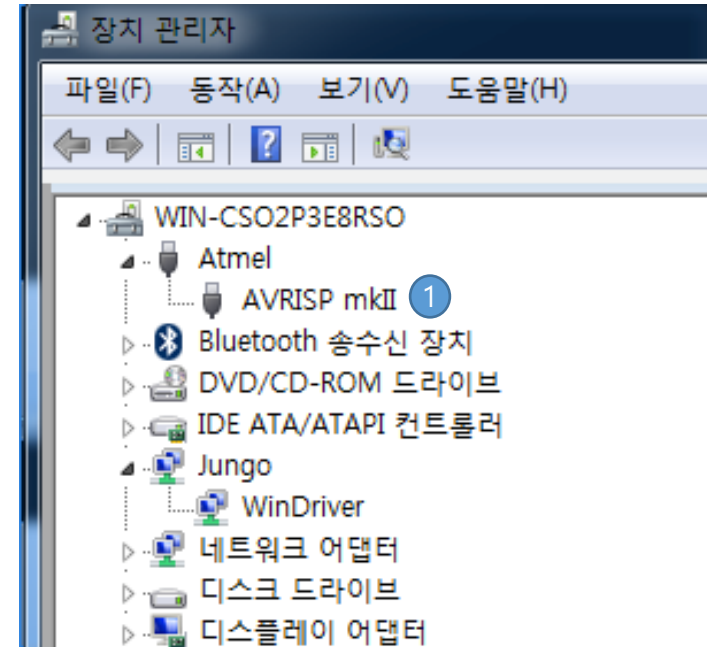 장치 관리자
파일(F) 동작(A) 보기(V) 도움말(H)
WIN-CSO2P3E8RSO
Atmel
AVRISP mkII 1
Bluetooth 송수신 장치
DVD/CD-ROM 드라이브
IDE ATA/ATAPI 컨트롤러
Jungo
WinDriver
네트워크 어댑터
디스크 드라이브
디스플레이 어댑터